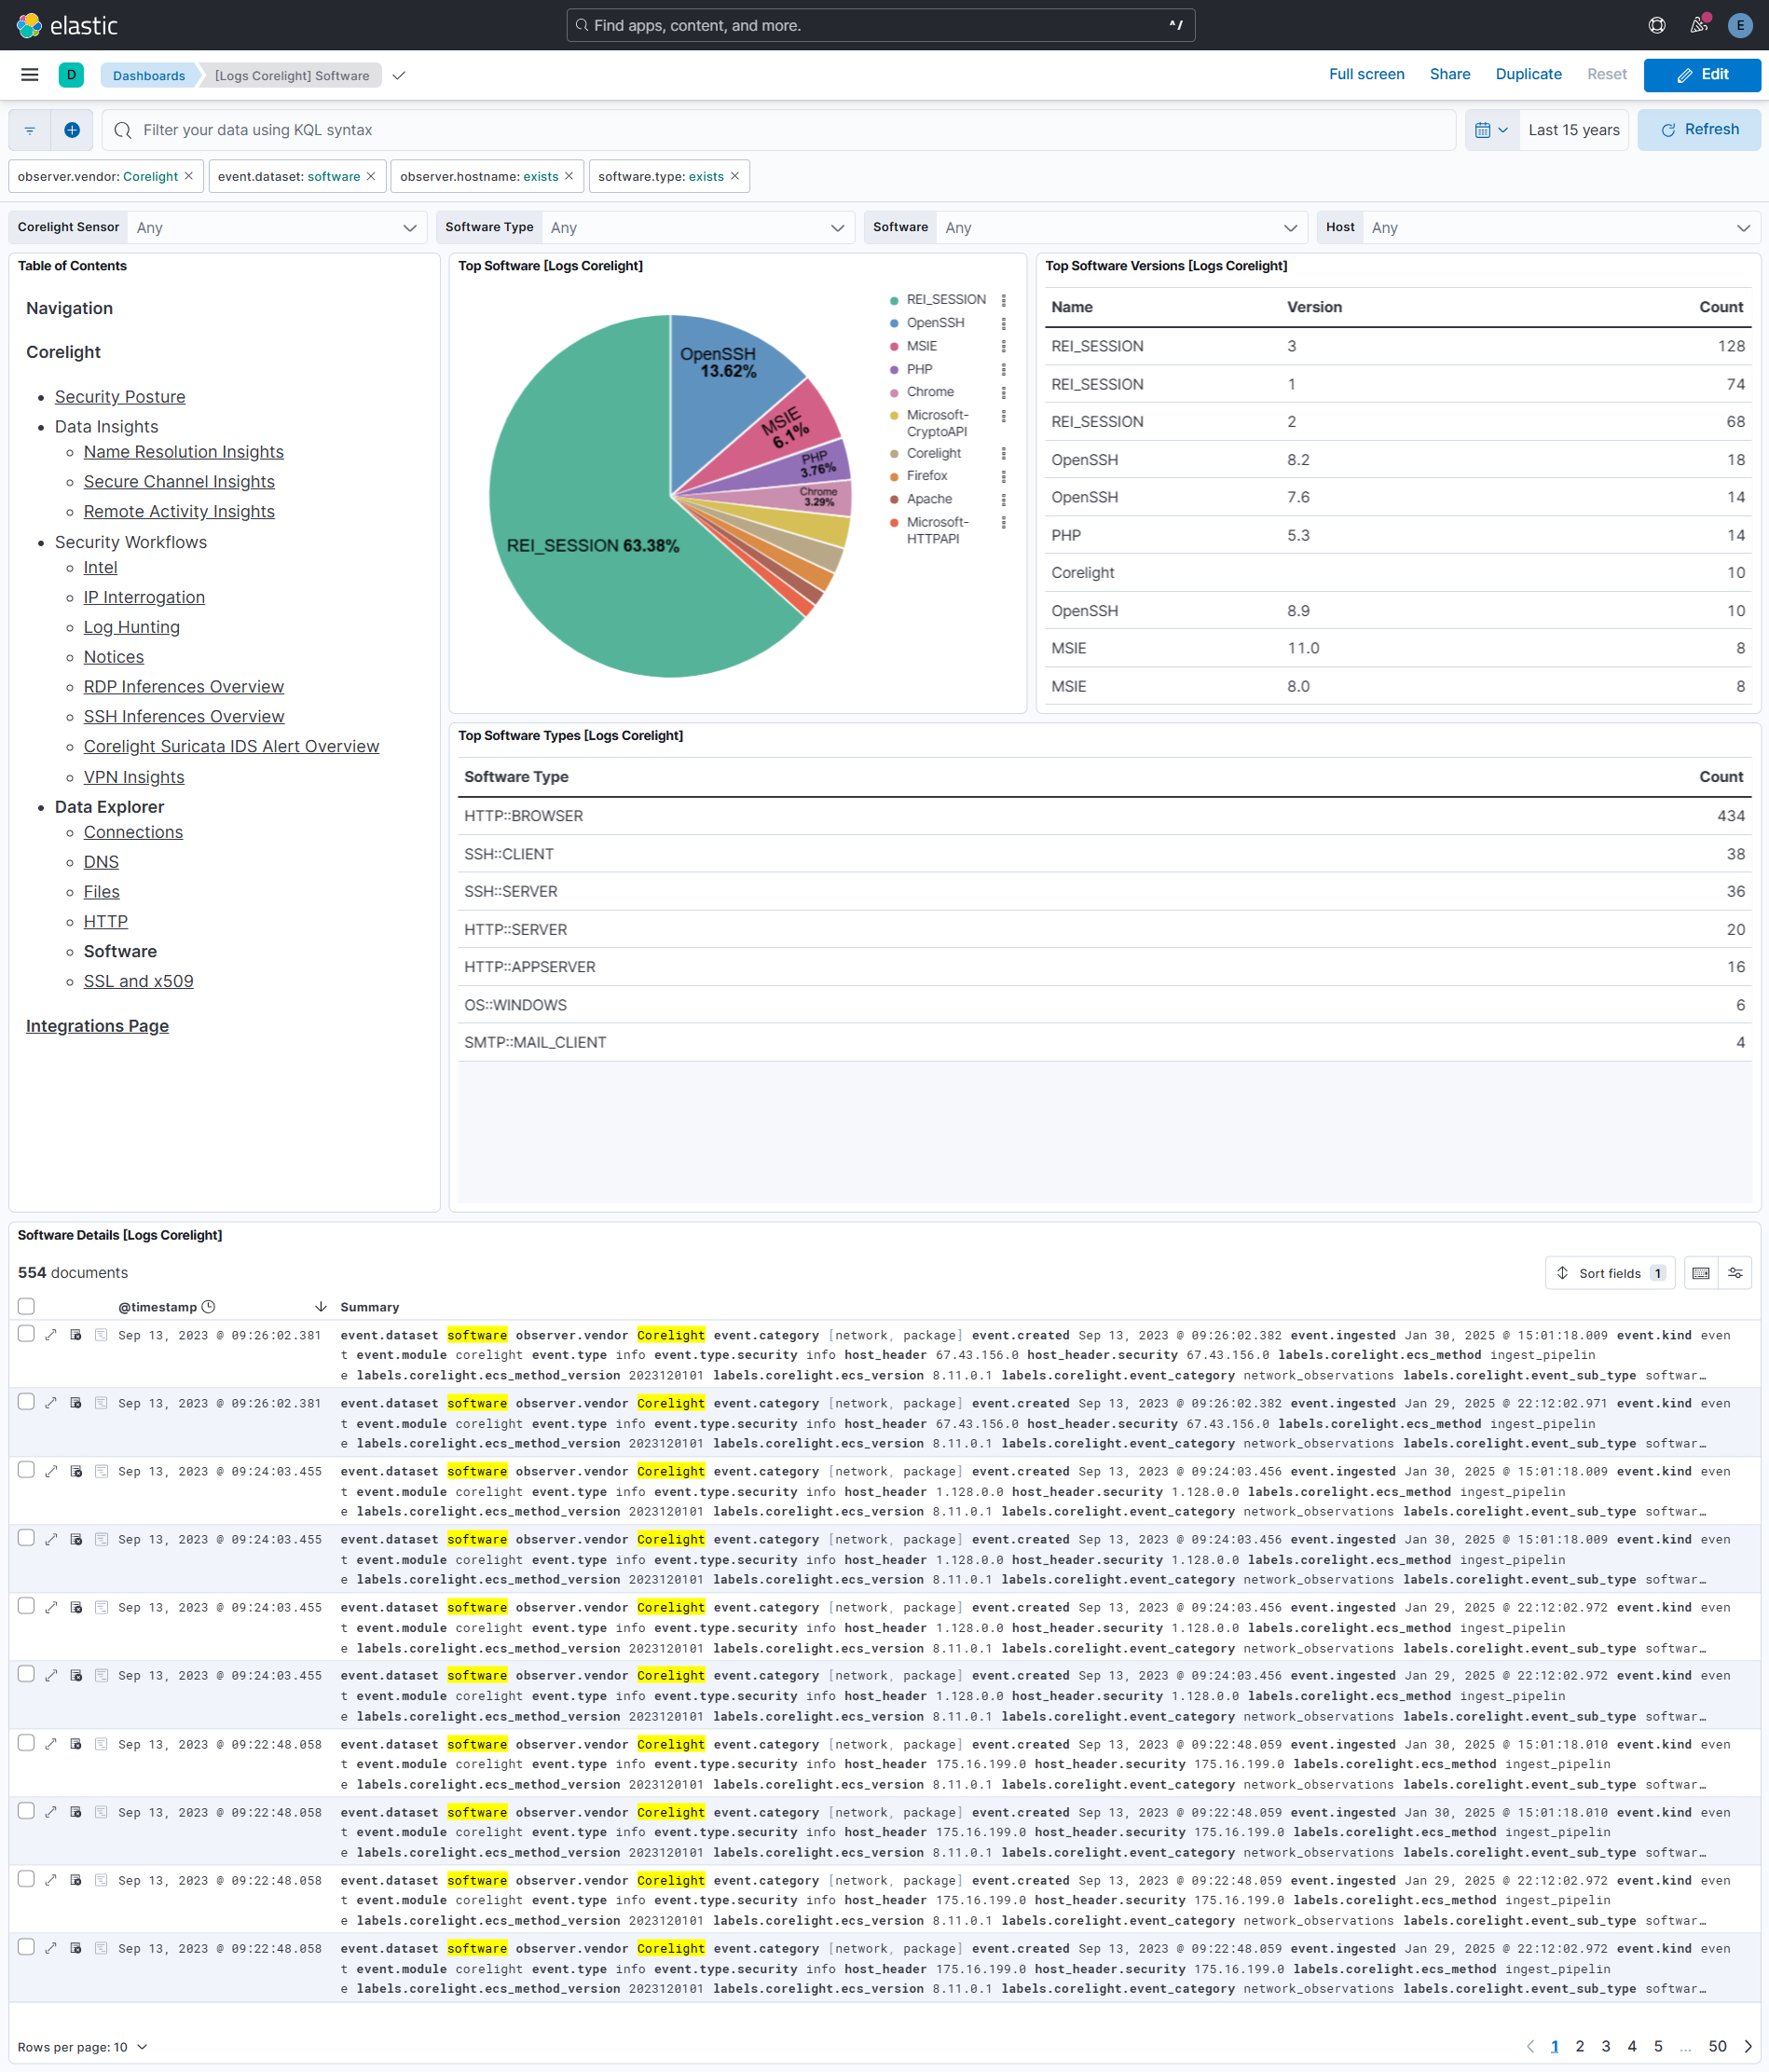 elastic
Find apps, content, and more.
^/
E
D
Dashboards
[Logs Corelight] Software
Full screen
Share
Duplicate
Reset
Edit
Filter your data using KQL syntax
Last 15 years
Refresh
observer.vendor: Corelight
event.dataset: software
observer.hostname: exists
software.type: exists
Corelight Sensor Any
Software Type Any
Software Any
Host Any
Table of Contents
Navigation
Corelight
Security Posture
Data Insights
Name Resolution Insights
Secure Channel Insights
Remote Activity Insights
Security Workflows
Intel
IP Interrogation
Log Hunting
Notices
RDP Inferences Overview
SSH Inferences Overview
Corelight Suricata IDS Alert Overview
VPN Insights
Data Explorer
Connections
DNS
Files
HTTP
Software
SSL and x509
Integrations Page
Top Software [Logs Corelight]
OpenSSH
13.62%
MSIE
6.1%
PHP
3.76%
Chrome
3.29%
REI_SESSION 63.38%
REI_SESSION
OpenSSH
MSIE
PHP
Chrome
Microsoft-
CryptoAPI
Corelight
Firefox
Apache
Microsoft-
HTTPAPI
Top Software Versions [Logs Corelight]
Name Version Count
REI_SESSION 3 128
REI_SESSION 1 74
REI_SESSION 2 68
OpenSSH 8.2 18
OpenSSH 7.6 14
PHP 5.3 14
Corelight 10
OpenSSH 8.9 10
MSIE 11.0 8
MSIE 8.0 8
Top Software Types [Logs Corelight]
Software Type Count
HTTP::BROWSER 434
SSH::CLIENT 38
SSH::SERVER 36
HTTP::SERVER 20
HTTP::APPSERVER 16
OS::WINDOWS 6
SMTP::MAIL_CLIENT 4
Software Details [Logs Corelight]
554 documents
Sort fields 1
@timestamp Summary
Sep 13, 2023 @ 09:26:02.381 event.dataset software observer.vendor Corelight event.category [network, package] event.created Sep 13, 2023 @ 09:26:02.382 event.ingested Jan 30, 2025 @ 15:01:18.009 event.kind even
t event.module corelight event.type info event.type.security info host_header 67.43.156.0 host_header.security 67.43.156.0 labels.corelight.ecs_method ingest_pipelin
e labels.corelight.ecs_method_version 2023120101 labels.corelight.ecs_version 8.11.0.1 labels.corelight.event_category network_observations labels.corelight.event_sub_type softwar…
Sep 13, 2023 @ 09:26:02.381 event.dataset software observer.vendor Corelight event.category [network, package] event.created Sep 13, 2023 @ 09:26:02.382 event.ingested Jan 29, 2025 @ 22:12:02.971 event.kind even
t event.module corelight event.type info event.type.security info host_header 67.43.156.0 host_header.security 67.43.156.0 labels.corelight.ecs_method ingest_pipelin
e labels.corelight.ecs_method_version 2023120101 labels.corelight.ecs_version 8.11.0.1 labels.corelight.event_category network_observations labels.corelight.event_sub_type softwar…
Sep 13, 2023 @ 09:24:03.455 event.dataset software observer.vendor Corelight event.category [network, package] event.created Sep 13, 2023 @ 09:24:03.456 event.ingested Jan 30, 2025 @ 15:01:18.009 event.kind even
t event.module corelight event.type info event.type.security info host_header 1.128.0.0 host_header.security 1.128.0.0 labels.corelight.ecs_method ingest_pipelin
e labels.corelight.ecs_method_version 2023120101 labels.corelight.ecs_version 8.11.0.1 labels.corelight.event_category network_observations labels.corelight.event_sub_type softwar…
Sep 13, 2023 @ 09:24:03.455 event.dataset software observer.vendor Corelight event.category [network, package] event.created Sep 13, 2023 @ 09:24:03.456 event.ingested Jan 30, 2025 @ 15:01:18.009 event.kind even
t event.module corelight event.type info event.type.security info host_header 1.128.0.0 host_header.security 1.128.0.0 labels.corelight.ecs_method ingest_pipelin
e labels.corelight.ecs_method_version 2023120101 labels.corelight.ecs_version 8.11.0.1 labels.corelight.event_category network_observations labels.corelight.event_sub_type softwar…
Sep 13, 2023 @ 09:24:03.455 event.dataset software observer.vendor Corelight event.category [network, package] event.created Sep 13, 2023 @ 09:24:03.456 event.ingested Jan 29, 2025 @ 22:12:02.972 event.kind even
t event.module corelight event.type info event.type.security info host_header 1.128.0.0 host_header.security 1.128.0.0 labels.corelight.ecs_method ingest_pipelin
e labels.corelight.ecs_method_version 2023120101 labels.corelight.ecs_version 8.11.0.1 labels.corelight.event_category network_observations labels.corelight.event_sub_type softwar…
Sep 13, 2023 @ 09:24:03.455 event.dataset software observer.vendor Corelight event.category [network, package] event.created Sep 13, 2023 @ 09:24:03.456 event.ingested Jan 29, 2025 @ 22:12:02.972 event.kind even
t event.module corelight event.type info event.type.security info host_header 1.128.0.0 host_header.security 1.128.0.0 labels.corelight.ecs_method ingest_pipelin
e labels.corelight.ecs_method_version 2023120101 labels.corelight.ecs_version 8.11.0.1 labels.corelight.event_category network_observations labels.corelight.event_sub_type softwar…
Sep 13, 2023 @ 09:22:48.058 event.dataset software observer.vendor Corelight event.category [network, package] event.created Sep 13, 2023 @ 09:22:48.059 event.ingested Jan 30, 2025 @ 15:01:18.010 event.kind even
t event.module corelight event.type info event.type.security info host_header 175.16.199.0 host_header.security 175.16.199.0 labels.corelight.ecs_method ingest_pipelin
e labels.corelight.ecs_method_version 2023120101 labels.corelight.ecs_version 8.11.0.1 labels.corelight.event_category network_observations labels.corelight.event_sub_type softwar…
Sep 13, 2023 @ 09:22:48.058 event.dataset software observer.vendor Corelight event.category [network, package] event.created Sep 13, 2023 @ 09:22:48.059 event.ingested Jan 30, 2025 @ 15:01:18.010 event.kind even
t event.module corelight event.type info event.type.security info host_header 175.16.199.0 host_header.security 175.16.199.0 labels.corelight.ecs_method ingest_pipelin
e labels.corelight.ecs_method_version 2023120101 labels.corelight.ecs_version 8.11.0.1 labels.corelight.event_category network_observations labels.corelight.event_sub_type softwar…
Sep 13, 2023 @ 09:22:48.058 event.dataset software observer.vendor Corelight event.category [network, package] event.created Sep 13, 2023 @ 09:22:48.059 event.ingested Jan 29, 2025 @ 22:12:02.972 event.kind even
t event.module corelight event.type info event.type.security info host_header 175.16.199.0 host_header.security 175.16.199.0 labels.corelight.ecs_method ingest_pipelin
e labels.corelight.ecs_method_version 2023120101 labels.corelight.ecs_version 8.11.0.1 labels.corelight.event_category network_observations labels.corelight.event_sub_type softwar…
Sep 13, 2023 @ 09:22:48.058 event.dataset software observer.vendor Corelight event.category [network, package] event.created Sep 13, 2023 @ 09:22:48.059 event.ingested Jan 29, 2025 @ 22:12:02.972 event.kind even
t event.module corelight event.type info event.type.security info host_header 175.16.199.0 host_header.security 175.16.199.0 labels.corelight.ecs_method ingest_pipelin
e labels.corelight.ecs_method_version 2023120101 labels.corelight.ecs_version 8.11.0.1 labels.corelight.event_category network_observations labels.corelight.event_sub_type softwar…
Rows per page: 10
1 2 3 4 5 … 50